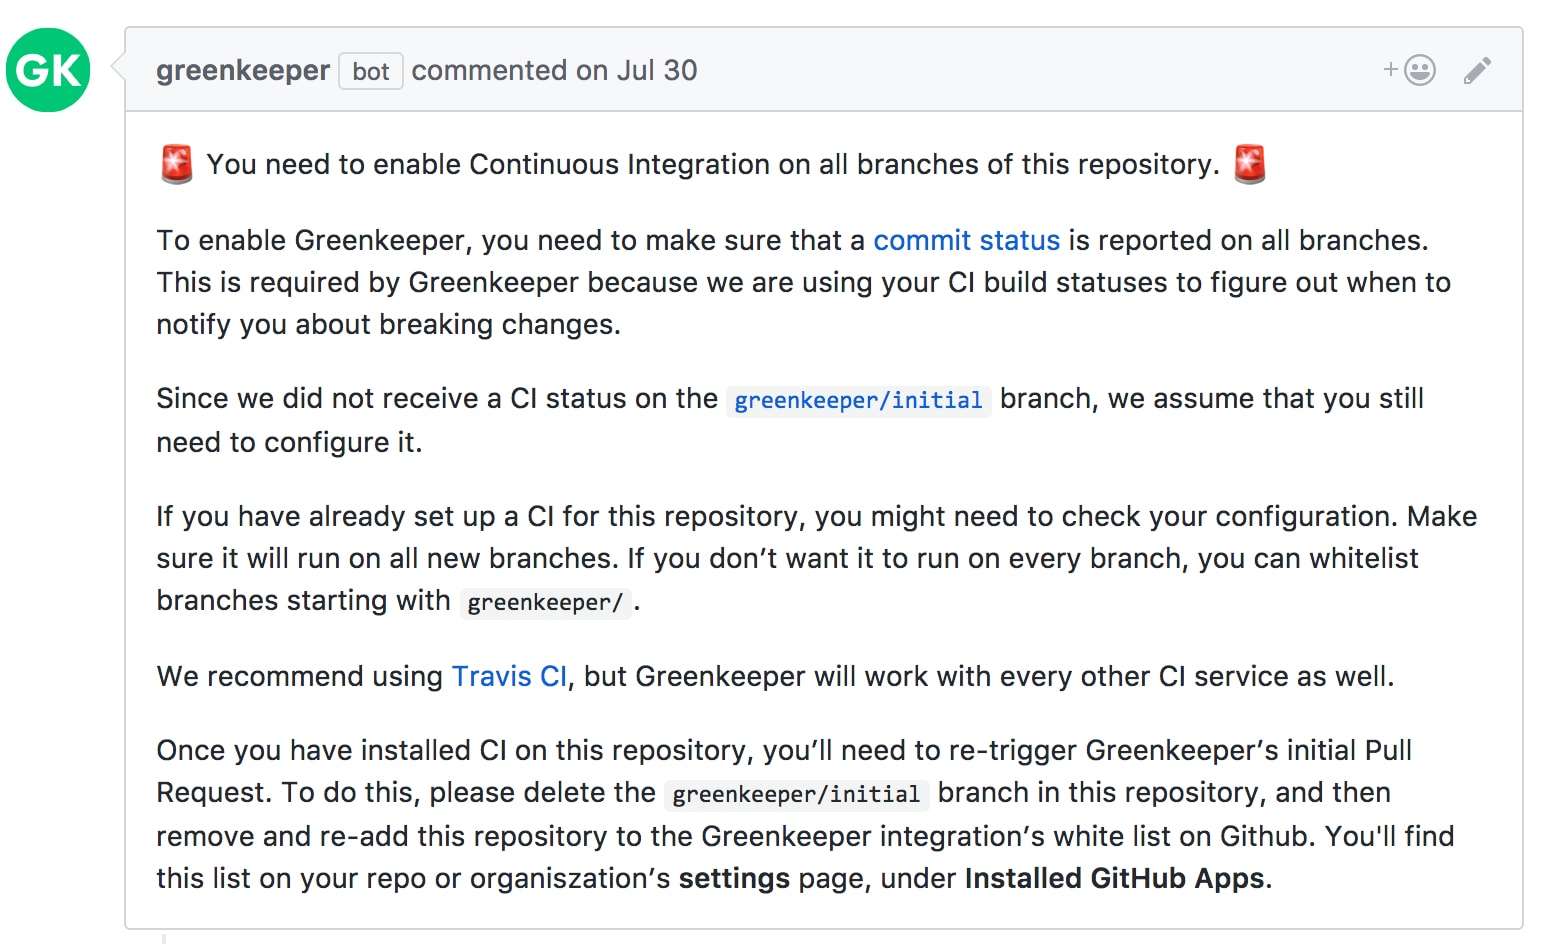 GK
greenkeeper bot commented on Jul 30
You need to enable Continuous Integration on all branches of this repository.
To enable Greenkeeper, you need to make sure that a commit status is reported on all branches.
This is required by Greenkeeper because we are using your CI build statuses to figure out when to
notify you about breaking changes.
Since we did not receive a CI status on the greenkeeper/initial branch, we assume that you still
need to configure it.
If you have already set up a CI for this repository, you might need to check your configuration. Make
sure it will run on all new branches. If you don’t want it to run on every branch, you can whitelist
branches starting with greenkeeper/ .
We recommend using Travis CI, but Greenkeeper will work with every other CI service as well.
Once you have installed CI on this repository, you’ll need to re-trigger Greenkeeper’s initial Pull
Request. To do this, please delete the greenkeeper/initial branch in this repository, and then
remove and re-add this repository to the Greenkeeper integration’s white list on Github. You'll find
this list on your repo or organiszation’s settings page, under Installed GitHub Apps.